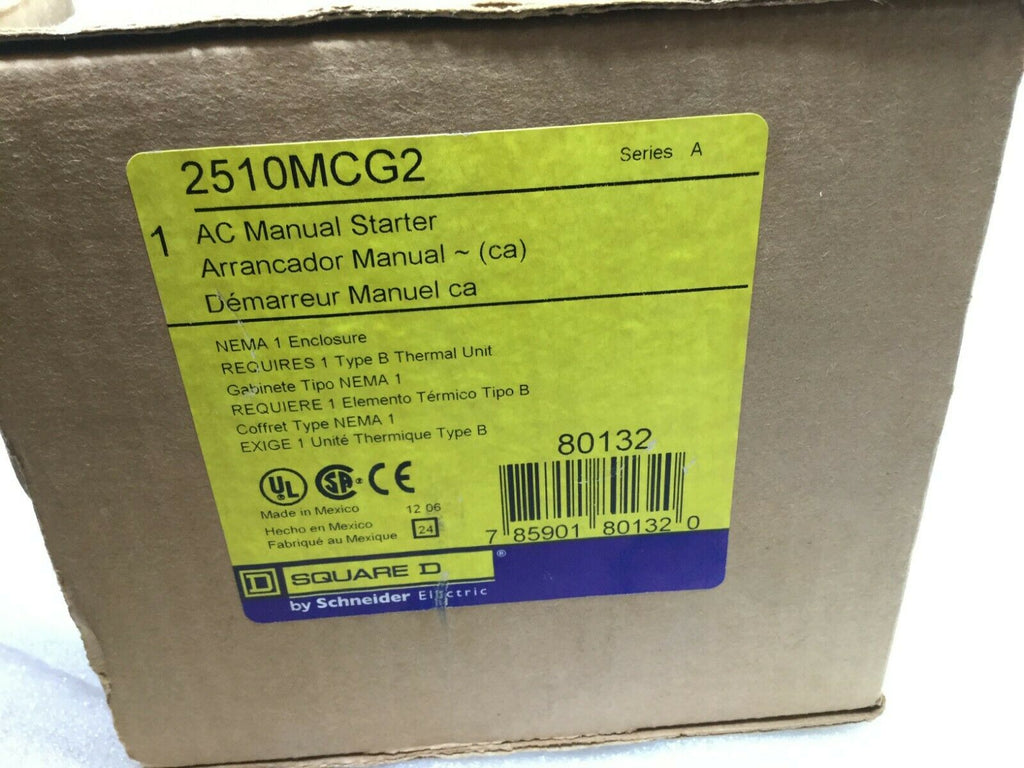 2510MCG2
Series A
1
AC Manual Starter
Arrancador Manual ~ (ca)
Démarreur Manuel ca
NEMA 1 Enclosure
REQUIRES 1 Type B Thermal Unit
Gabinete Tipo NEMA 1
REQUIERE 1 Elemento Térmico Tipo B
Coffret Type NEMA 1
EXIGE 1 Unité Thermique Type B
80132
UL SA CE
Made in Mexico 12 06
Hecho en Mexico
Fabriqué au Mexique 24
7 85901 80132 0
D SQUARE D ®
by Schneider Electric